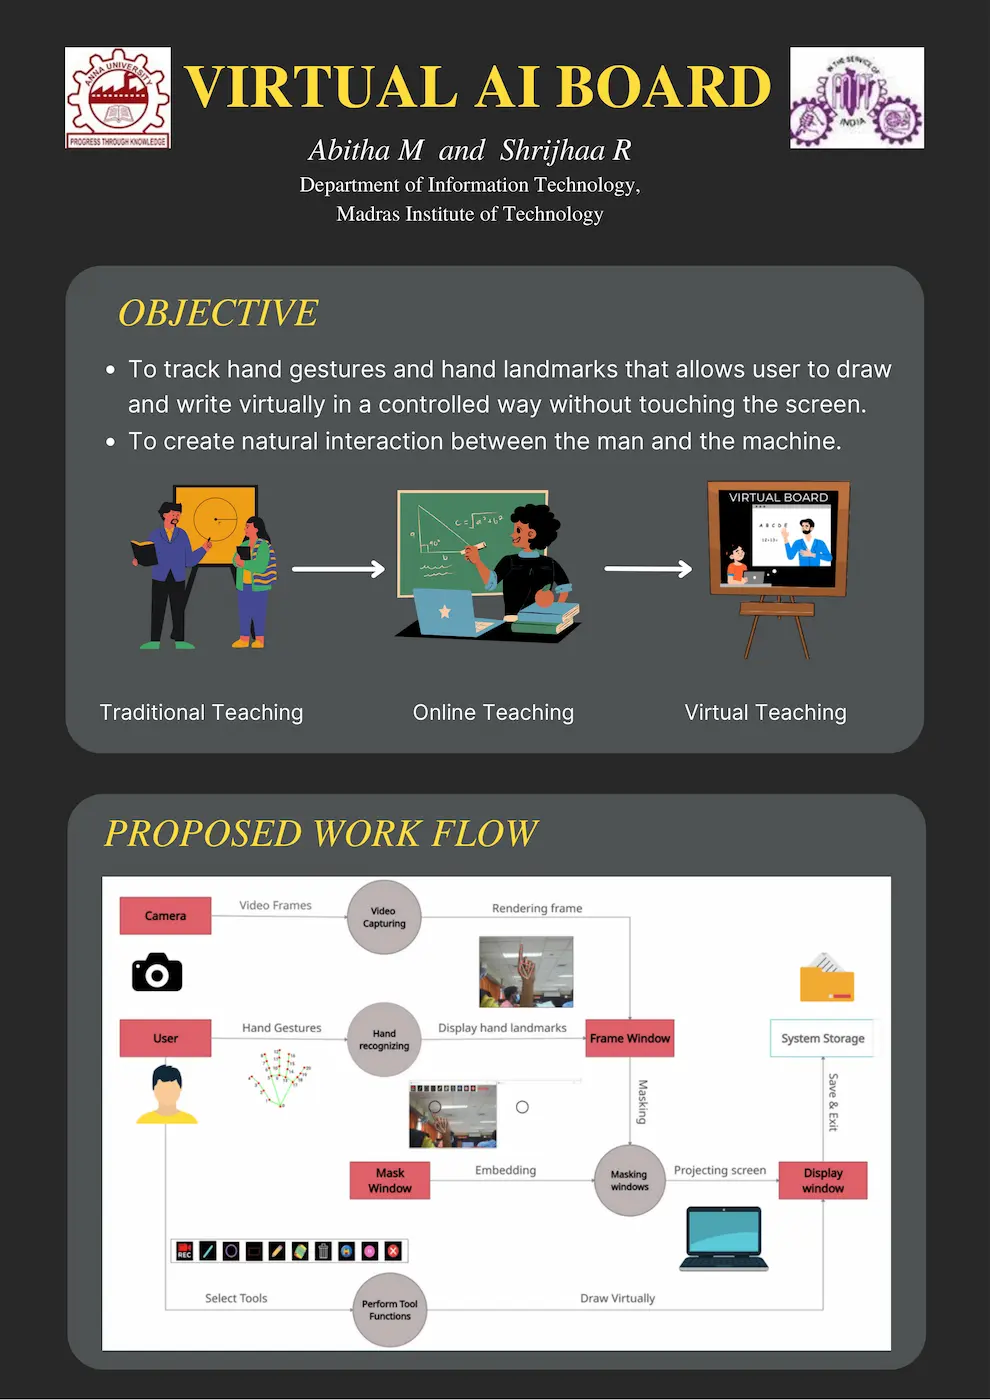 ANNA UNIVERSITY
PROGRESS THROUGH KNOWLEDGE
VIRTUAL AI BOARD
IN THE SERVICE OF
INDIA
Abitha M and Shrijhaa R
Department of Information Technology,
Madras Institute of Technology
OBJECTIVE
• To track hand gestures and hand landmarks that allows user to draw
and write virtually in a controlled way without touching the screen.
• To create natural interaction between the man and the machine.
VIRTUAL BOARD
A B C D E
Traditional Teaching
Online Teaching
Virtual Teaching
PROPOSED WORK FLOW
Camera
Video Frames
Video
Capturing
Rendering frame
User
Hand Gestures
Hand
recognizing
Display hand landmarks
Frame Window
System Storage
Masking
Save & Exit
Mask
Window
Embedding
Masking
windows
Projecting screen
Display
window
REC
Select Tools
Perform Tool
Functions
Draw Virtually